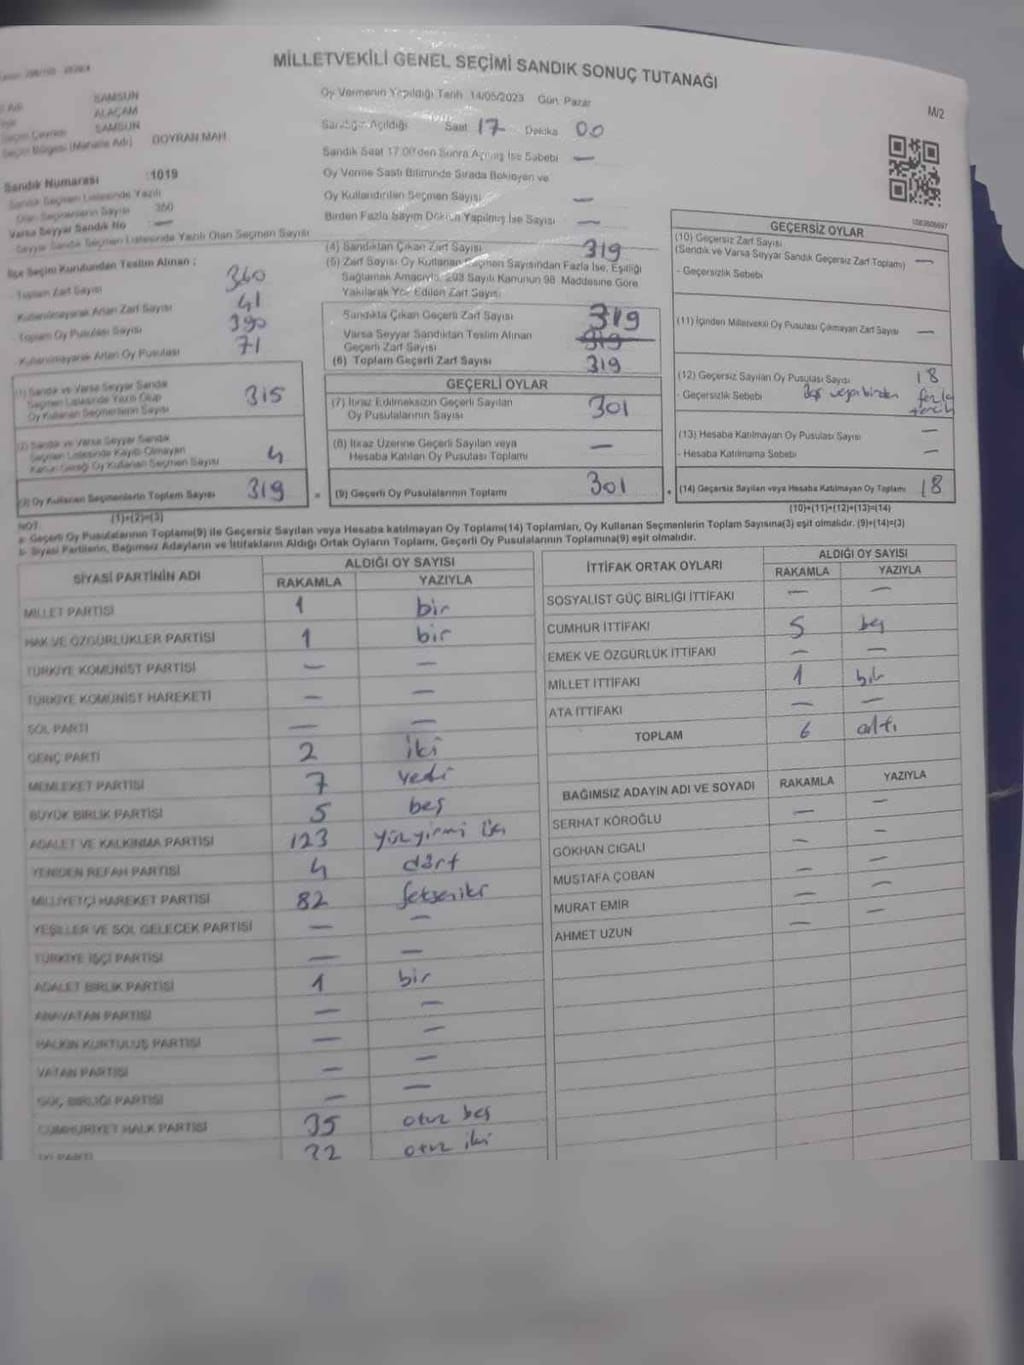 MİLLETVEKİLİ GENEL SEÇİMİ SANDIK SONUÇ TUTANAĞI
M/2
SAMSUN
ALAÇAM
SAMSUN
Seçim Bölgesi (Mahalle Adı) DOYRAN MAH
Sandık Numarası : 1019
Sandık Seçmen Listesinde Yazılı
Olan Seçmenlerin Sayısı 360
Varsa Seyyar Sandık No —
Seyyar Sandık Seçmen Listesinde Yazılı Olan Seçmen Sayısı
İlçe Seçim Kurulundan Teslim Alınan ;
- Toplam Zarf Sayısı 360
- Kullanılmayarak Artan Zarf Sayısı 41
- Toplam Oy Pusulası Sayısı 390
- Kullanılmayarak Artan Oy Pusulası 71
(1) Sandık ve Varsa Seyyar Sandık
Seçmen Listesinde Yazılı Olup
Oy Kullanan Seçmenlerin Sayısı 315
(2) Sandık ve Varsa Seyyar Sandık
Seçmen Listesinde Kayıtlı Olmayan
Kanun Gereği Oy Kullanan Seçmen Sayısı 4
(3) Oy Kullanan Seçmenlerin Toplam Sayısı 319
(1)+(2)=(3)
Oy Vermenin Yapıldığı Tarih 14/05/2023 Gün Pazar
Sandığın Açıldığı Saat 17 Dakika 00
Sandık Saat 17:00'den Sonra Açılmış İse Sebebi —
Oy Verme Saati Bitiminde Sırada Bekleyen ve
Oy Kullandırılan Seçmen Sayısı —
Birden Fazla Sayım Döküm Yapılmış İse Sayısı —
(4) Sandıktan Çıkan Zarf Sayısı 319
(5) Zarf Sayısı Oy Kullanan Seçmen Sayısından Fazla İse, Eşitliği
Sağlamak Amacıyla, 298 Sayılı Kanunun 98. Maddesine Göre
Yakılarak Yok Edilen Zarf Sayısı
Sandıkta Çıkan Geçerli Zarf Sayısı 319
Varsa Seyyar Sandıktan Teslim Alınan
Geçerli Zarf Sayısı 319
(6) Toplam Geçerli Zarf Sayısı 319
GEÇERLİ OYLAR
(7) İtiraz Edilmeksizin Geçerli Sayılan
Oy Pusulalarının Sayısı 301
(8) İtiraz Üzerine Geçerli Sayılan veya
Hesaba Katılan Oy Pusulası Toplamı —
(9) Geçerli Oy Pusulalarının Toplamı 301
GEÇERSİZ OYLAR
(10) Geçersiz Zarf Sayısı
(Sandık ve Varsa Seyyar Sandık Geçersiz Zarf Toplamı) —
- Geçersizlik Sebebi
(11) İçinden Milletvekili Oy Pusulası Çıkmayan Zarf Sayısı —
(12) Geçersiz Sayılan Oy Pusulası Sayısı 18
- Geçersizlik Sebebi Boş veya birden fazla
tercih
(13) Hesaba Katılmayan Oy Pusulası Sayısı —
- Hesaba Katılmama Sebebi —
(14) Geçersiz Sayılan veya Hesaba Katılmayan Oy Toplamı 18
(10)+(11)+(12)+(13)=(14)
NOT:
a- Geçerli Oy Pusulalarının Toplamı(9) ile Geçersiz Sayılan veya Hesaba katılmayan Oy Toplamı(14) Toplamları, Oy Kullanan Seçmenlerin Toplam Sayısına(3) eşit olmalıdır. (9)+(14)=(3)
b- Siyasi Partilerin, Bağımsız Adayların ve İttifakların Aldığı Ortak Oyların Toplamı, Geçerli Oy Pusulalarının Toplamına(9) eşit olmalıdır.
SİYASİ PARTİNİN ADI ALDIĞI OY SAYISI
RAKAMLA YAZIYLA
MİLLET PARTİSİ 1 bir
HAK VE ÖZGÜRLÜKLER PARTİSİ 1 bir
TÜRKİYE KOMÜNİST PARTİSİ — —
TÜRKİYE KOMÜNİST HAREKETİ — —
SOL PARTİ — —
GENÇ PARTİ 2 iki
MEMLEKET PARTİSİ 7 yedi
BÜYÜK BİRLİK PARTİSİ 5 beş
ADALET VE KALKINMA PARTİSİ 123 yüzyirmi üç
YENİDEN REFAH PARTİSİ 4 dört
MİLLİYETÇİ HAREKET PARTİSİ 82 seksen iki
YEŞİLLER VE SOL GELECEK PARTİSİ — —
TÜRKİYE İŞÇİ PARTİSİ — —
ADALET BİRLİK PARTİSİ 1 bir
ANAVATAN PARTİSİ — —
HALKIN KURTULUŞ PARTİSİ — —
VATAN PARTİSİ — —
GÜÇ BİRLİĞİ PARTİSİ — —
CUMHURİYET HALK PARTİSİ 35 otuz beş
İYİ PARTİ 32 otuz iki
İTTİFAK ORTAK OYLARI ALDIĞI OY SAYISI
RAKAMLA YAZIYLA
SOSYALİST GÜÇ BİRLİĞİ İTTİFAKI — —
CUMHUR İTTİFAKI 5 beş
EMEK VE ÖZGÜRLÜK İTTİFAKI — —
MİLLET İTTİFAKI 1 bir
ATA İTTİFAKI — —
TOPLAM 6 altı
BAĞIMSIZ ADAYIN ADI VE SOYADI RAKAMLA YAZIYLA
SERHAT KÖROĞLU — —
GÖKHAN CIGALI — —
MUSTAFA ÇOBAN — —
MURAT EMİR — —
AHMET UZUN — —